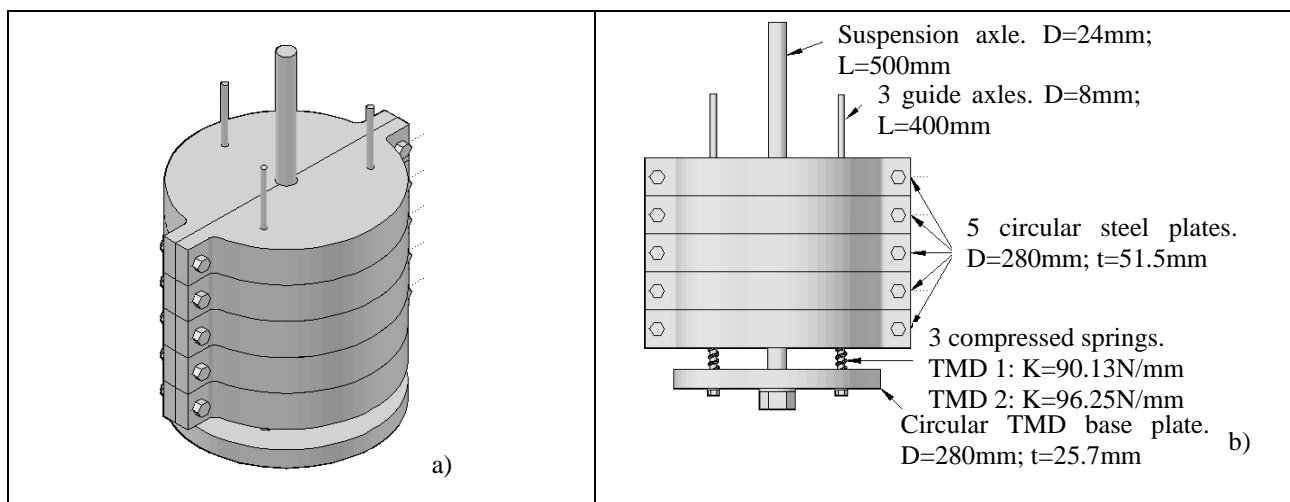 a)
Suspension axle. D=24mm;
L=500mm
3 guide axles. D=8mm;
L=400mm
5 circular steel plates.
D=280mm; t=51.5mm
3 compressed springs.
TMD 1: K=90.13N/mm
TMD 2: K=96.25N/mm
Circular TMD base plate.
D=280mm; t=25.7mm
b)